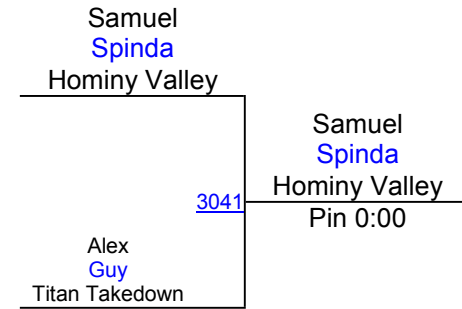 Samuel
Spinda
Hominy Valley
Samuel
Spinda
Hominy Valley
3041
Pin 0:00
Alex
Guy
Titan Takedown